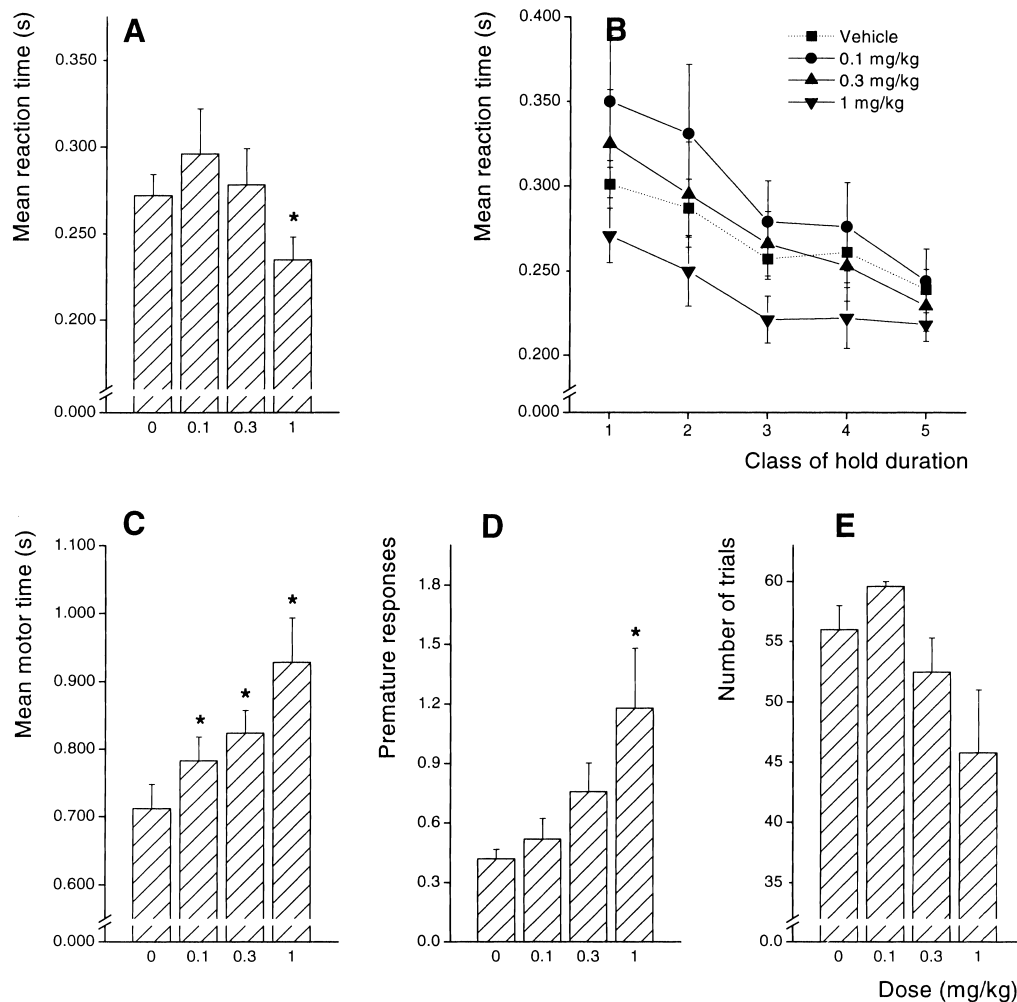 A
Mean reaction time (s)
0.350
0.300
0.250
0.200
0.000
*
0 0.1 0.3 1
B
Mean reaction time (s)
0.400
0.350
0.300
0.250
0.200
0.000
Vehicle
0.1 mg/kg
0.3 mg/kg
1 mg/kg
1 2 3 4 5
Class of hold duration
C
Mean motor time (s)
1.100
1.000
0.900
0.800
0.700
0.600
0.000
* * *
0 0.1 0.3 1
D
Premature responses
1.8
1.5
1.2
0.9
0.6
0.3
0.0
*
0 0.1 0.3 1
E
Number of trials
60
55
50
45
40
35
0.0
0 0.1 0.3 1
Dose (mg/kg)